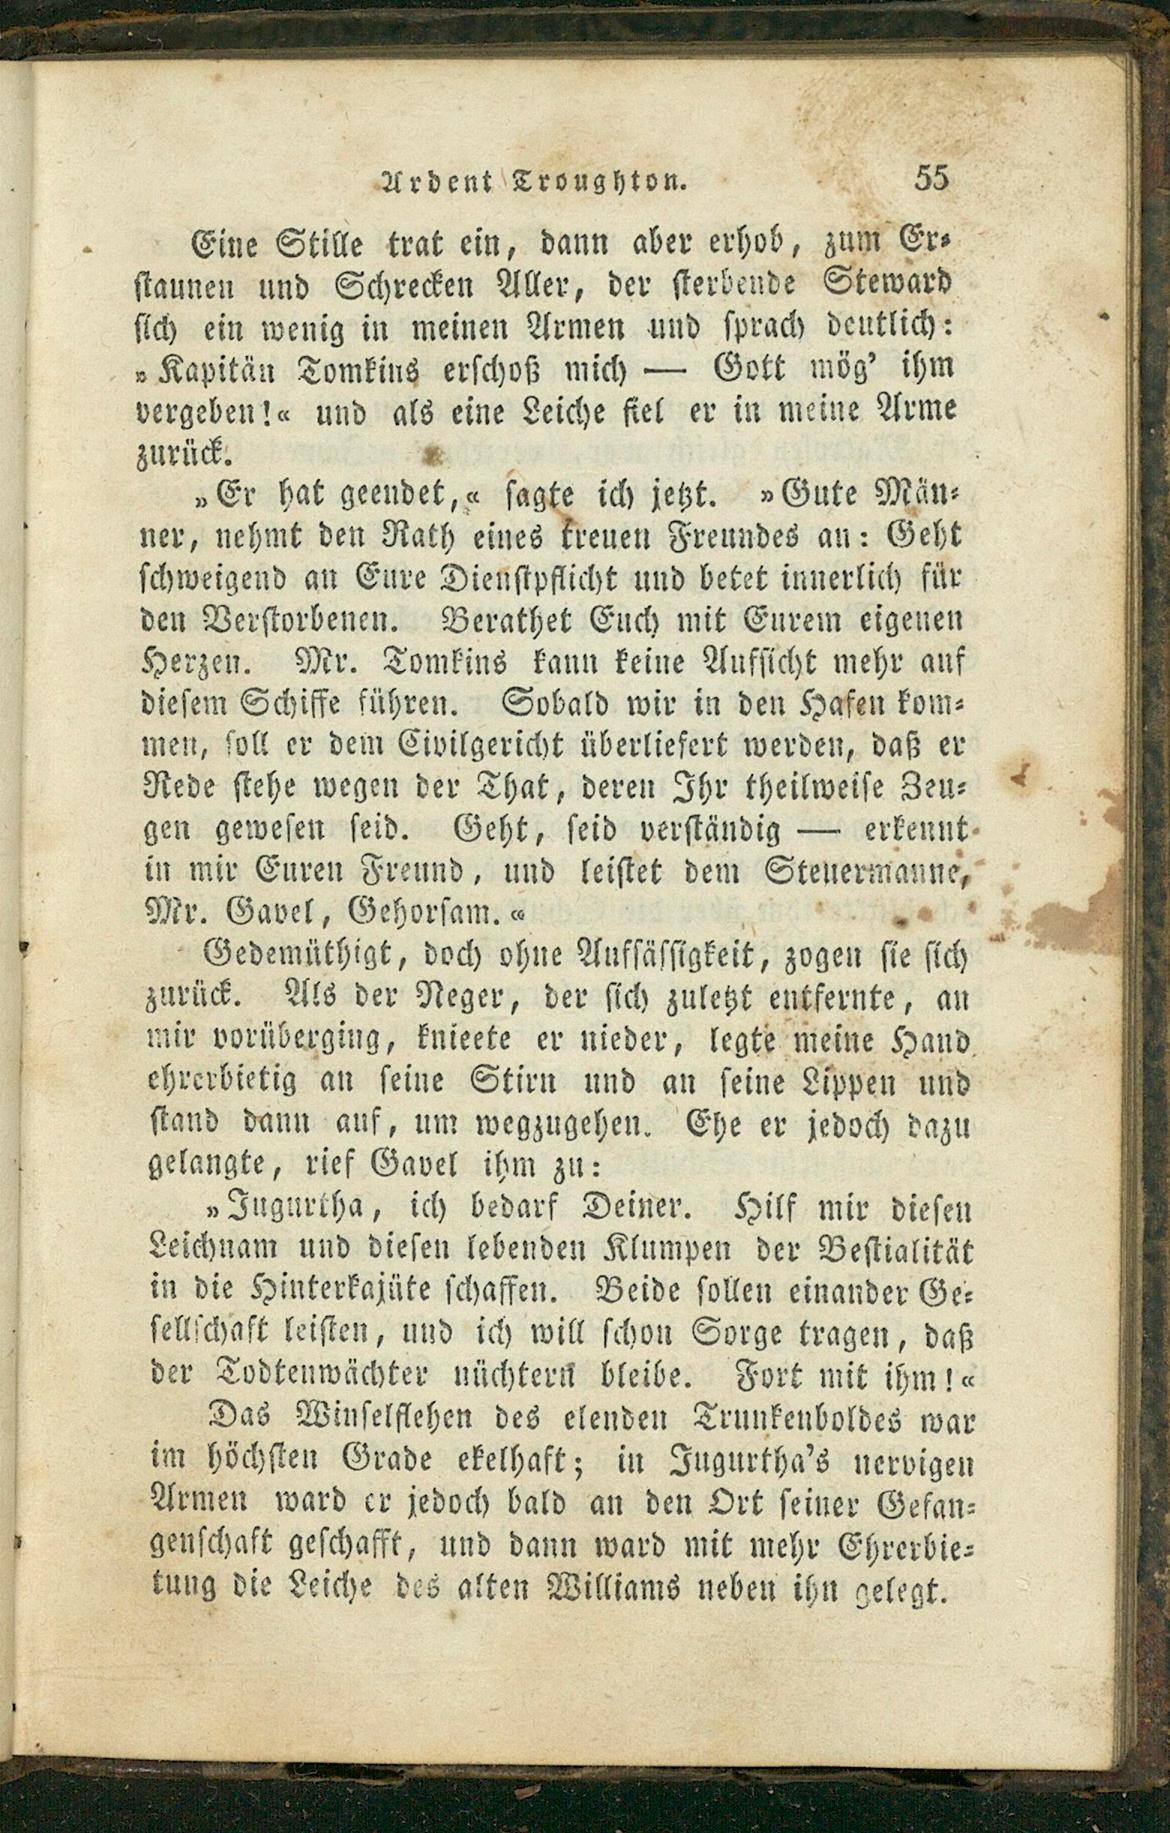 Ardent Troughton. 55
Eine Stille trat ein, dann aber erhob, zum Er-
staunen und Schrecken Aller, der sterbende Steward
sich ein wenig in meinen Armen und sprach deutlich:
»Kapitän Tomkins erschoß mich — Gott mög' ihm
vergeben!« und als eine Leiche fiel er in meine Arme
zurück.
»Er hat geendet,« sagte ich jetzt. »Gute Män-
ner, nehmt den Rath eines treuen Freundes an: Geht
schweigend an Eure Dienstpflicht und betet innerlich für
den Verstorbenen. Berathet Euch mit Eurem eigenen
Herzen. Mr. Tomkins kann keine Aufsicht mehr auf
diesem Schiffe führen. Sobald wir in den Hafen kom-
men, soll er dem Civilgericht überliefert werden, daß er
Rede stehe wegen der That, deren Ihr theilweise Zeu-
gen gewesen seid. Geht, seid verständig — erkennt
in mir Euren Freund, und leistet dem Steuermanne,
Mr. Gavel, Gehorsam.«
Gedemüthigt, doch ohne Aufsässigkeit, zogen sie sich
zurück. Als der Neger, der sich zuletzt entfernte, an
mir vorüberging, knieete er nieder, legte meine Hand
ehrerbietig an seine Stirn und an seine Lippen und
stand dann auf, um wegzugehen. Ehe er jedoch dazu
gelangte, rief Gavel ihm zu:
»Jugurtha, ich bedarf Deiner. Hilf mir diesen
Leichnam und diesen lebenden Klumpen der Bestialität
in die Hinterkajüte schaffen. Beide sollen einander Ge-
sellschaft leisten, und ich will schon Sorge tragen, daß
der Todtenwächter nüchtern bleibe. Fort mit ihm!«
Das Winselflehen des elenden Trunkenboldes war
im höchsten Grade ekelhaft; in Jugurtha's nervigen
Armen ward er jedoch bald an den Ort seiner Gefan-
genschaft geschafft, und dann ward mit mehr Ehrerbie-
tung die Leiche des alten Williams neben ihn gelegt.